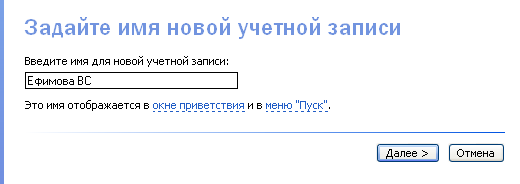 Задайте имя новой учетной записи
Введите имя для новой учетной записи:
Ефимова ВС
Это имя отображается в окне приветствия и в меню "Пуск".
Далее > Отмена